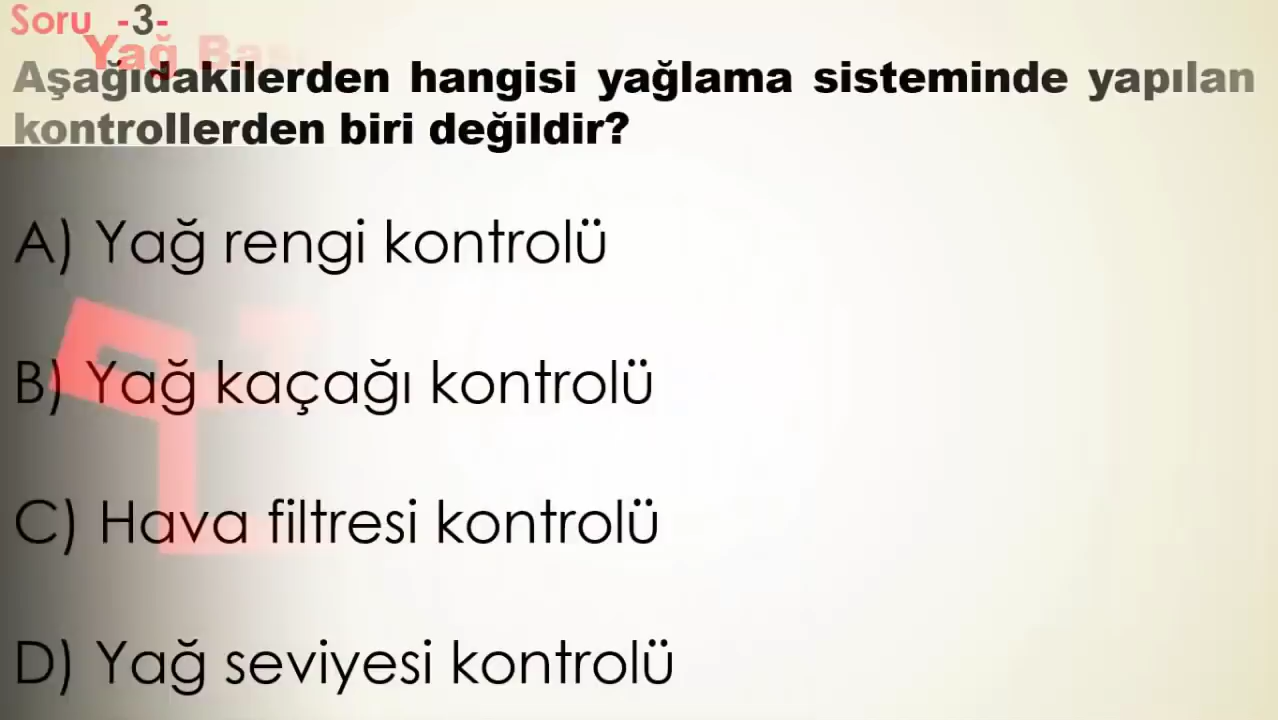 Soru -3-
Yağ
Aşağıdakilerden hangisi yağlama sisteminde yapılan
kontrollerden biri değildir?
A) Yağ rengi kontrolü
B) Yağ kaçağı kontrolü
C) Hava filtresi kontrolü
D) Yağ seviyesi kontrolü